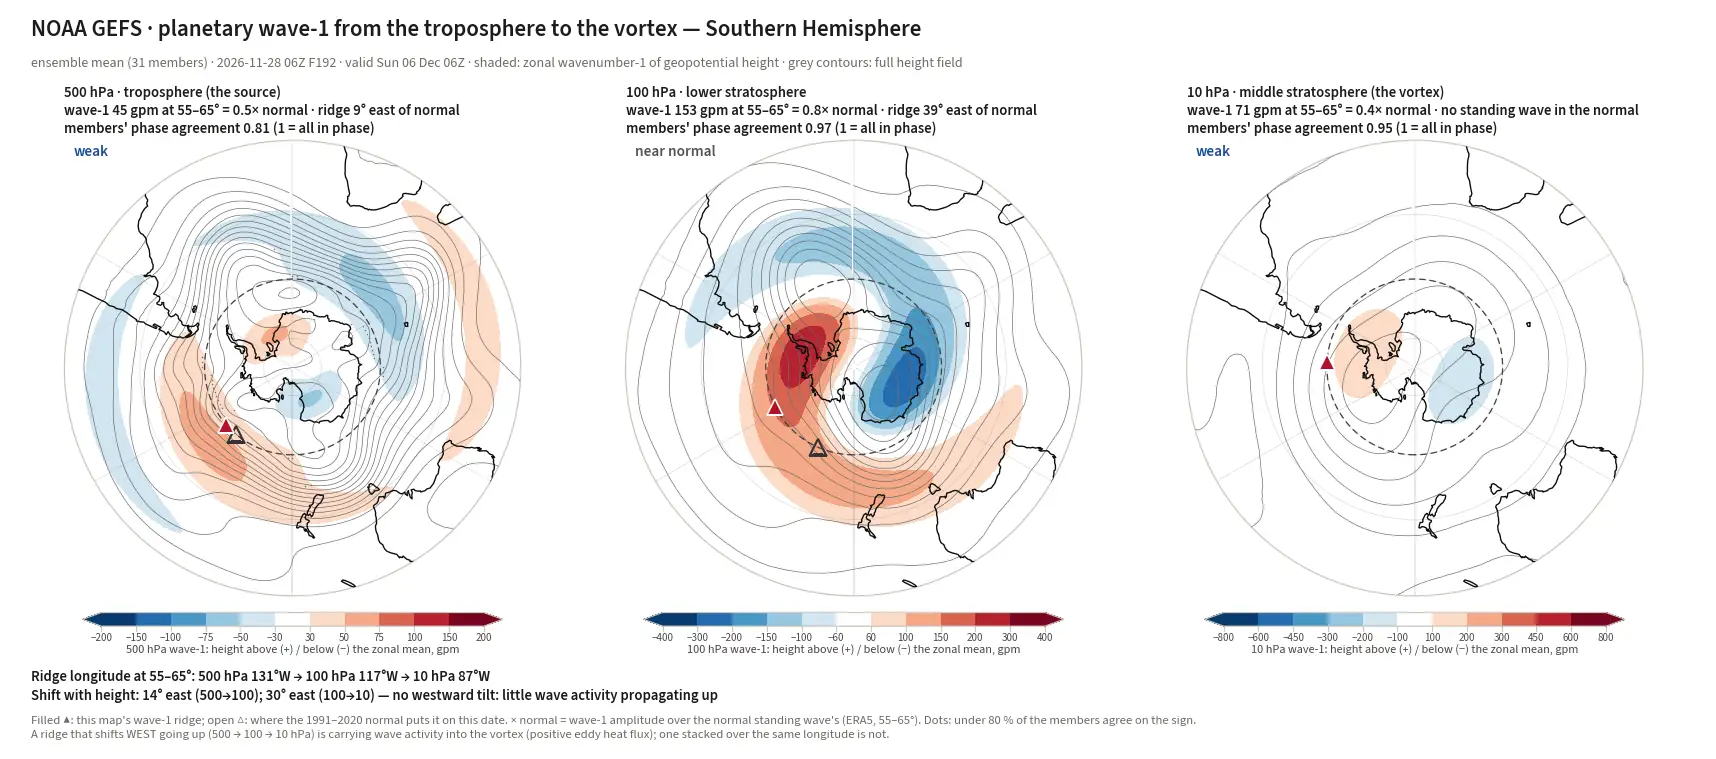 NOAA GEFS · planetary wave-1 from the troposphere to the vortex — Southern Hemisphere
ensemble mean (31 members) · 2026-11-28 06Z F192 · valid Sun 06 Dec 06Z · shaded: zonal wavenumber-1 of geopotential height · grey contours: full height field
500 hPa · troposphere (the source)
wave-1 45 gpm at 55–65° = 0.5× normal · ridge 9° east of normal
members' phase agreement 0.81 (1 = all in phase)
weak
100 hPa · lower stratosphere
wave-1 153 gpm at 55–65° = 0.8× normal · ridge 39° east of normal
members' phase agreement 0.97 (1 = all in phase)
near normal
10 hPa · middle stratosphere (the vortex)
wave-1 71 gpm at 55–65° = 0.4× normal · no standing wave in the normal
members' phase agreement 0.95 (1 = all in phase)
weak
−200 −150 −100 −75 −50 −30 30 50 75 100 150 200
500 hPa wave-1: height above (+) / below (−) the zonal mean, gpm
−400 −300 −200 −150 −100 −60 60 100 150 200 300 400
100 hPa wave-1: height above (+) / below (−) the zonal mean, gpm
−800 −600 −450 −300 −200 −100 100 200 300 450 600 800
10 hPa wave-1: height above (+) / below (−) the zonal mean, gpm
Ridge longitude at 55–65°: 500 hPa 131°W → 100 hPa 117°W → 10 hPa 87°W
Shift with height: 14° east (500→100); 30° east (100→10) — no westward tilt: little wave activity propagating up
Filled ▲: this map's wave-1 ridge; open △: where the 1991–2020 normal puts it on this date. × normal = wave-1 amplitude over the normal standing wave's (ERA5, 55–65°). Dots: under 80 % of the members agree on the sign.
A ridge that shifts WEST going up (500 → 100 → 10 hPa) is carrying wave activity into the vortex (positive eddy heat flux); one stacked over the same longitude is not.